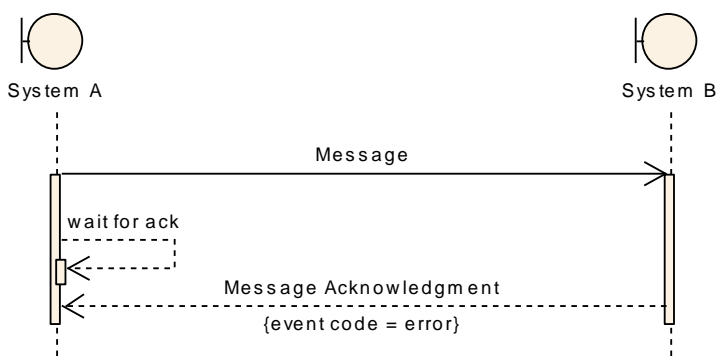 System A
System B
Message
wait for ack
Message Acknowledgment
{event code = error}